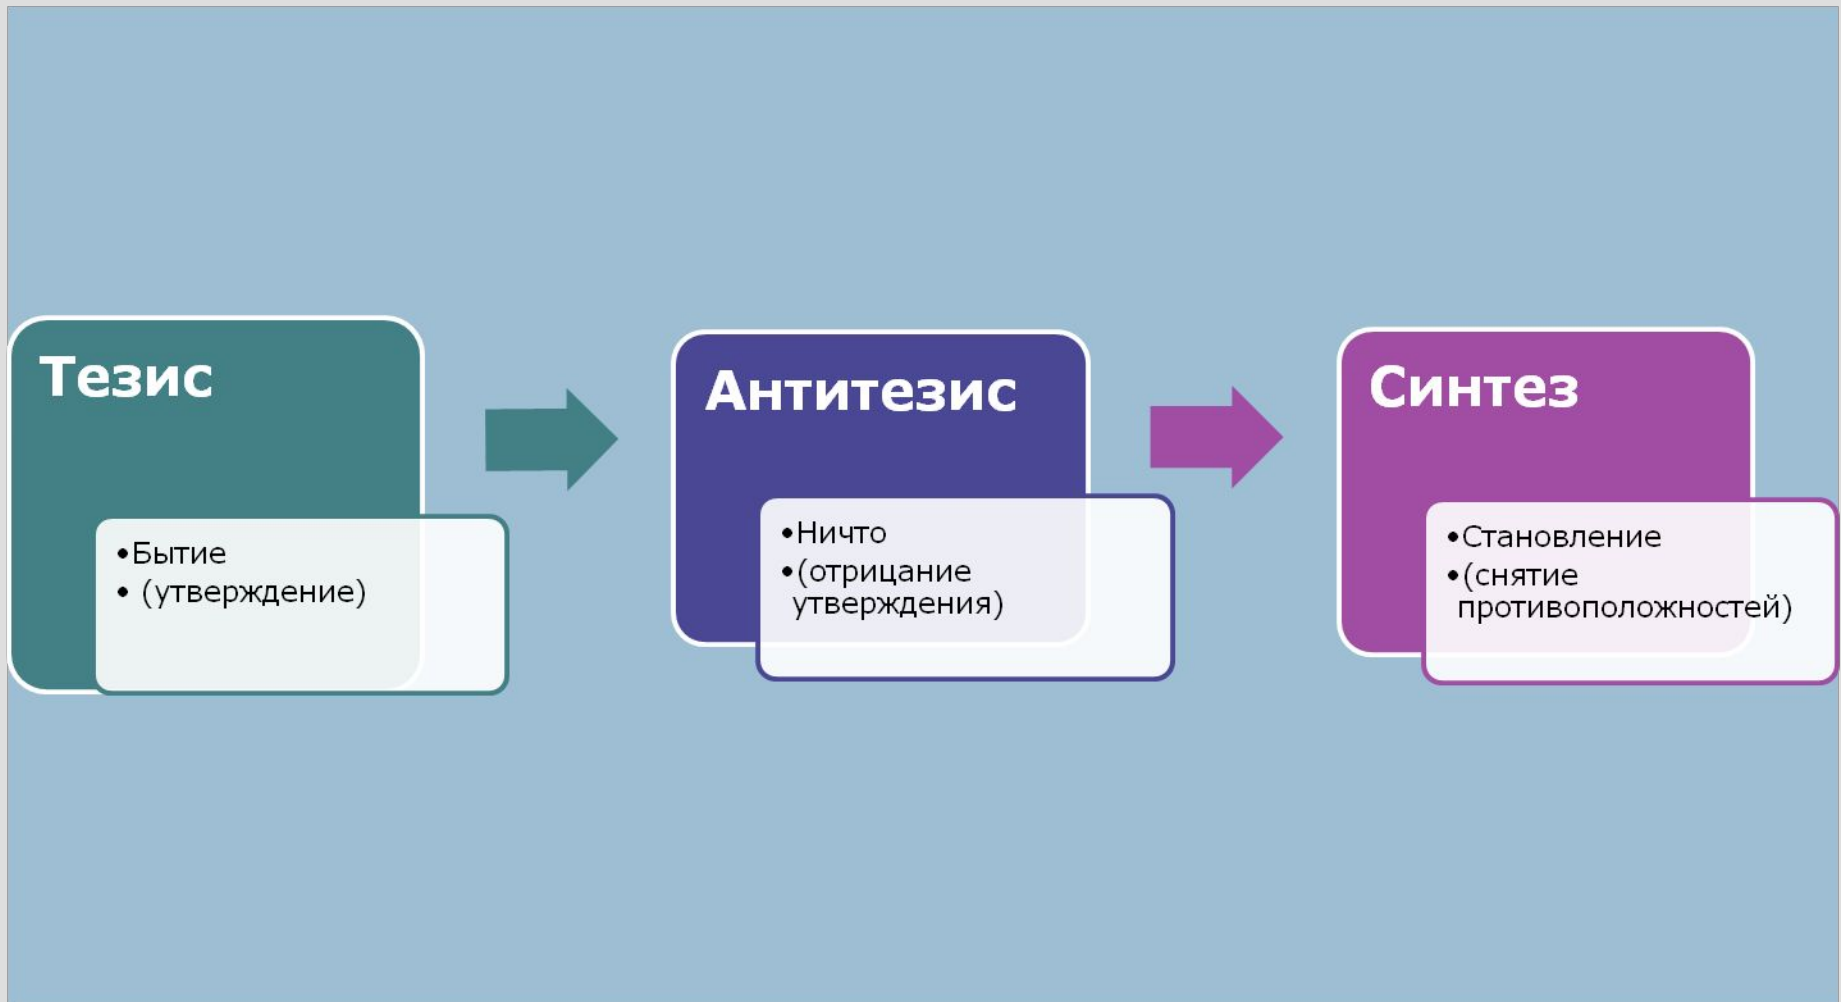 Тезис
•Бытие
• (утверждение)
Антитезис
•Ничто
•(отрицание
утверждения)
Синтез
•Становление
•(снятие
противоположностей)